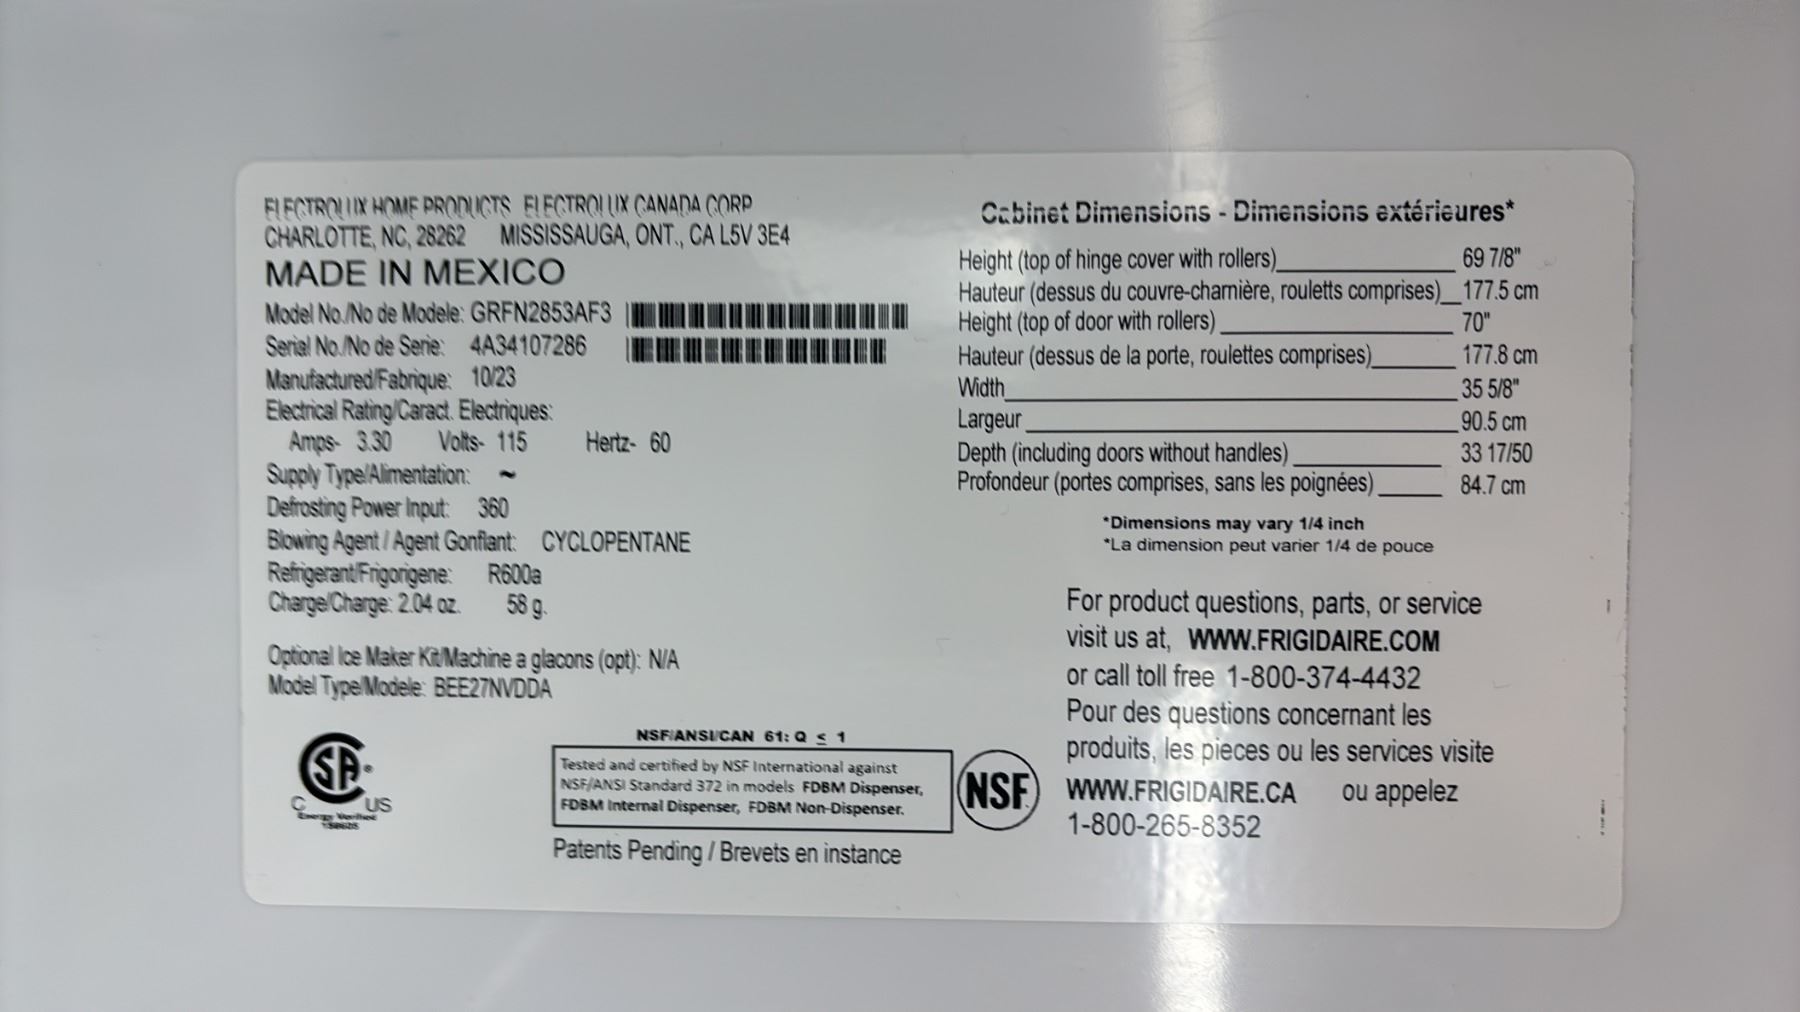 ELECTROLUX HOME PRODUCTS ELECTROLUX CANADA CORP
CHARLOTTE, NC, 28262 MISSISSAUGA, ONT., CA L5V 3E4
MADE IN MEXICO
Model No./No de Modele: GRFN2853AF3
Serial No./No de Serie: 4A34107286
Manufactured/Fabrique: 10/23
Electrical Rating/Caract. Electriques:
Amps- 3.30 Volts- 115 Hertz- 60
Supply Type/Alimentation: ~
Defrosting Power Input: 360
Blowing Agent / Agent Gonflant: CYCLOPENTANE
Refrigerant/Frigorigene: R600a
Charge/Charge: 2.04 oz. 58 g.
Optional Ice Maker Kit/Machine a glacons (opt): N/A
Model Type/Modele: BEE27NVDDA
SA
C US
Energy Verified
NSF/ANSI/CAN 61: Q ≤ 1
Tested and certified by NSF International against
NSF/ANSI Standard 372 in models FDBM Dispenser,
FDBM Internal Dispenser, FDBM Non-Dispenser.
NSF
Patents Pending / Brevets en instance
Cabinet Dimensions - Dimensions extérieures*
Height (top of hinge cover with rollers) 69 7/8"
Hauteur (dessus du couvre-charnière, rouletts comprises) 177.5 cm
Height (top of door with rollers) 70"
Hauteur (dessus de la porte, roulettes comprises) 177.8 cm
Width 35 5/8"
Largeur 90.5 cm
Depth (including doors without handles) 33 17/50
Profondeur (portes comprises, sans les poignées) 84.7 cm
*Dimensions may vary 1/4 inch
*La dimension peut varier 1/4 de pouce
For product questions, parts, or service
visit us at, WWW.FRIGIDAIRE.COM
or call toll free 1-800-374-4432
Pour des questions concernant les
produits, les pieces ou les services visite
WWW.FRIGIDAIRE.CA ou appelez
1-800-265-8352